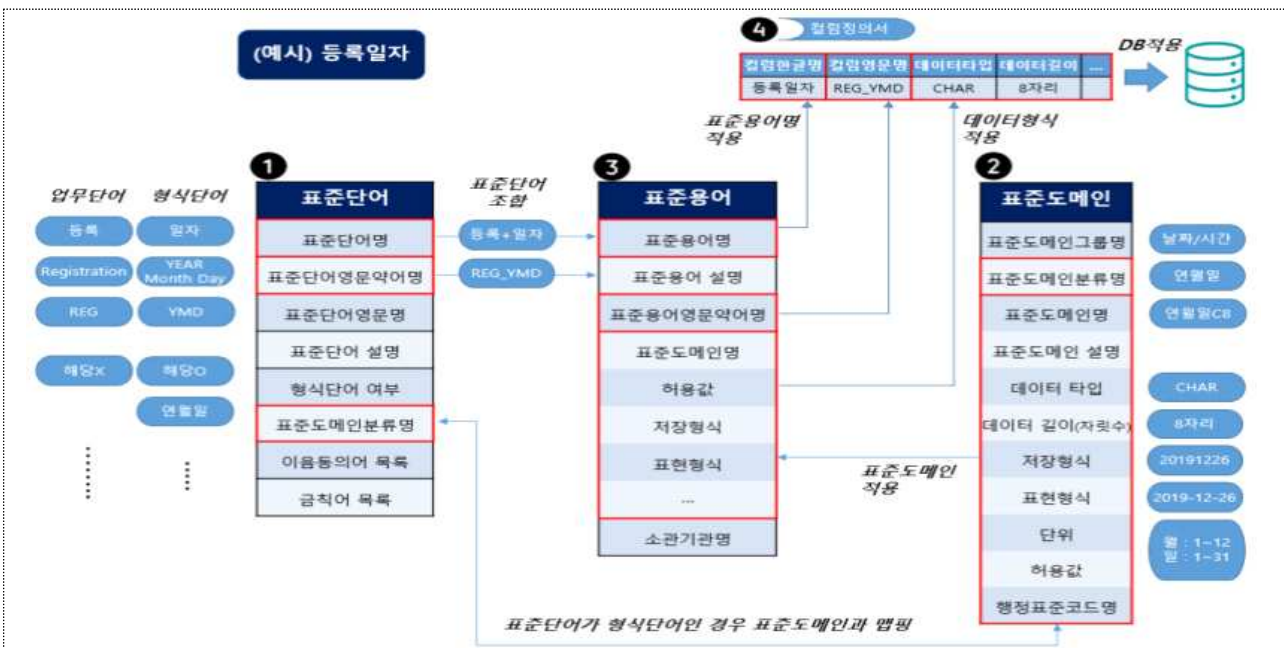 (예시) 등록일자
4 컬럼정의서
컬럼한글명 컬럼영문명 데이터타입 데이터길이 ...
등록일자 REG_YMD CHAR 8자리
DB적용
표준용어명
적용
데이터형식
적용
업무단어 형식단어
등록 일자
Registration YEAR
Month Day
REG YMD
해당X 해당O
연월일
1
표준단어
표준단어명
표준단어영문약어명
표준단어영문명
표준단어 설명
형식단어 여부
표준도메인분류명
이음동의어 목록
금칙어 목록
표준단어
조합
등록+일자
REG_YMD
3
표준용어
표준용어명
표준용어 설명
표준용어영문약어명
표준도메인명
허용값
저장형식
표현형식
...
소관기관명
표준도메인
적용
2
표준도메인
표준도메인그룹명 날짜/시간
표준도메인분류명 연월일
표준도메인명 연월일C8
표준도메인 설명
데이터 타입 CHAR
데이터 길이(자릿수) 8자리
저장형식 20191226
표현형식 2019-12-26
단위
월 : 1~12
일 : 1~31
허용값
행정표준코드명
표준단어가 형식단어인 경우 표준도메인과 맵핑